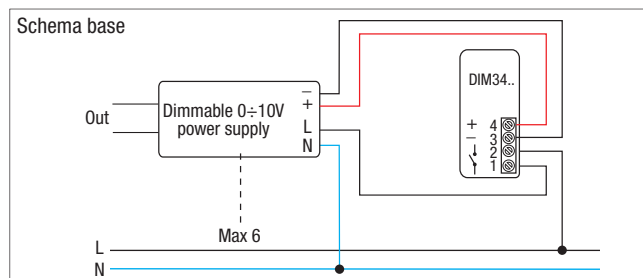 Schema base
Out
Dimmable 0÷10V
power supply
–
+
L
N
Max 6
DIM34..
+ 4
– 3
2
1
L
N